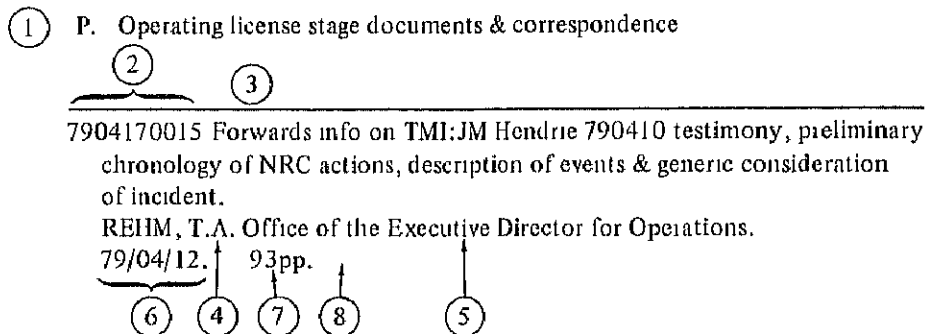 1 P. Operating license stage documents & correspondence
2 3
7904170015 Forwards info on TMI:JM Hendrie 790410 testimony, preliminary
chronology of NRC actions, description of events & generic consideration
of incident.
REHM, T.A. Office of the Executive Director for Operations.
79/04/12. 93pp.
6 4 7 8 5